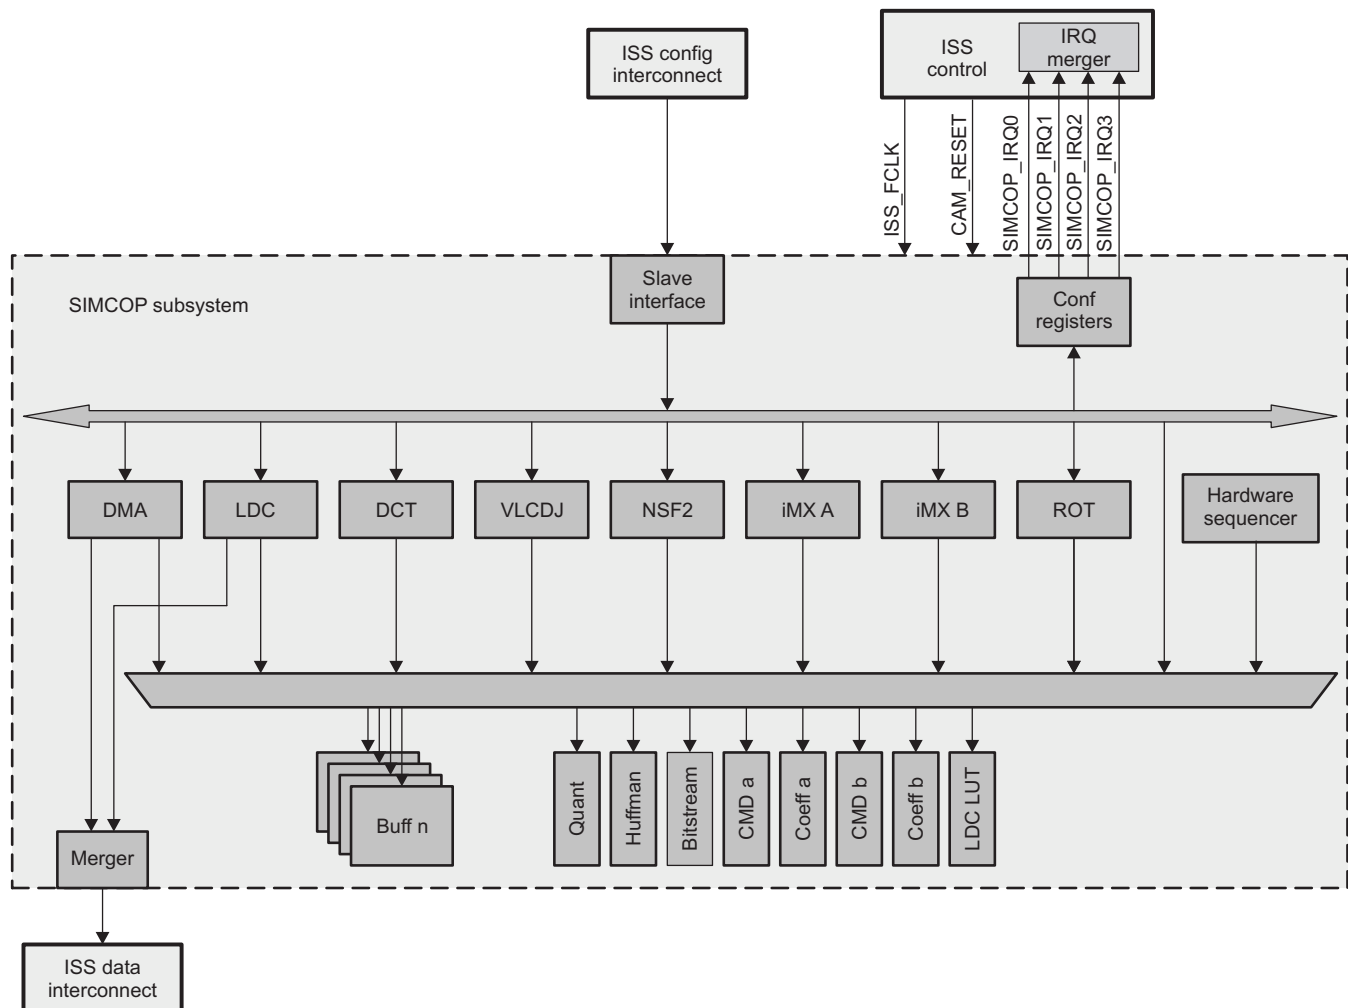 ISS config
interconnect
ISS
control
IRQ
merger
ISS_FCLK
CAM_RESET
SIMCOP_IRQ0
SIMCOP_IRQ1
SIMCOP_IRQ2
SIMCOP_IRQ3
SIMCOP subsystem
Slave
interface
Conf
registers
DMA
LDC
DCT
VLCDJ
NSF2
iMX A
iMX B
ROT
Hardware
sequencer
Buff n
Quant
Huffman
Bitstream
CMD a
Coeff a
CMD b
Coeff b
LDC LUT
Merger
ISS data
interconnect